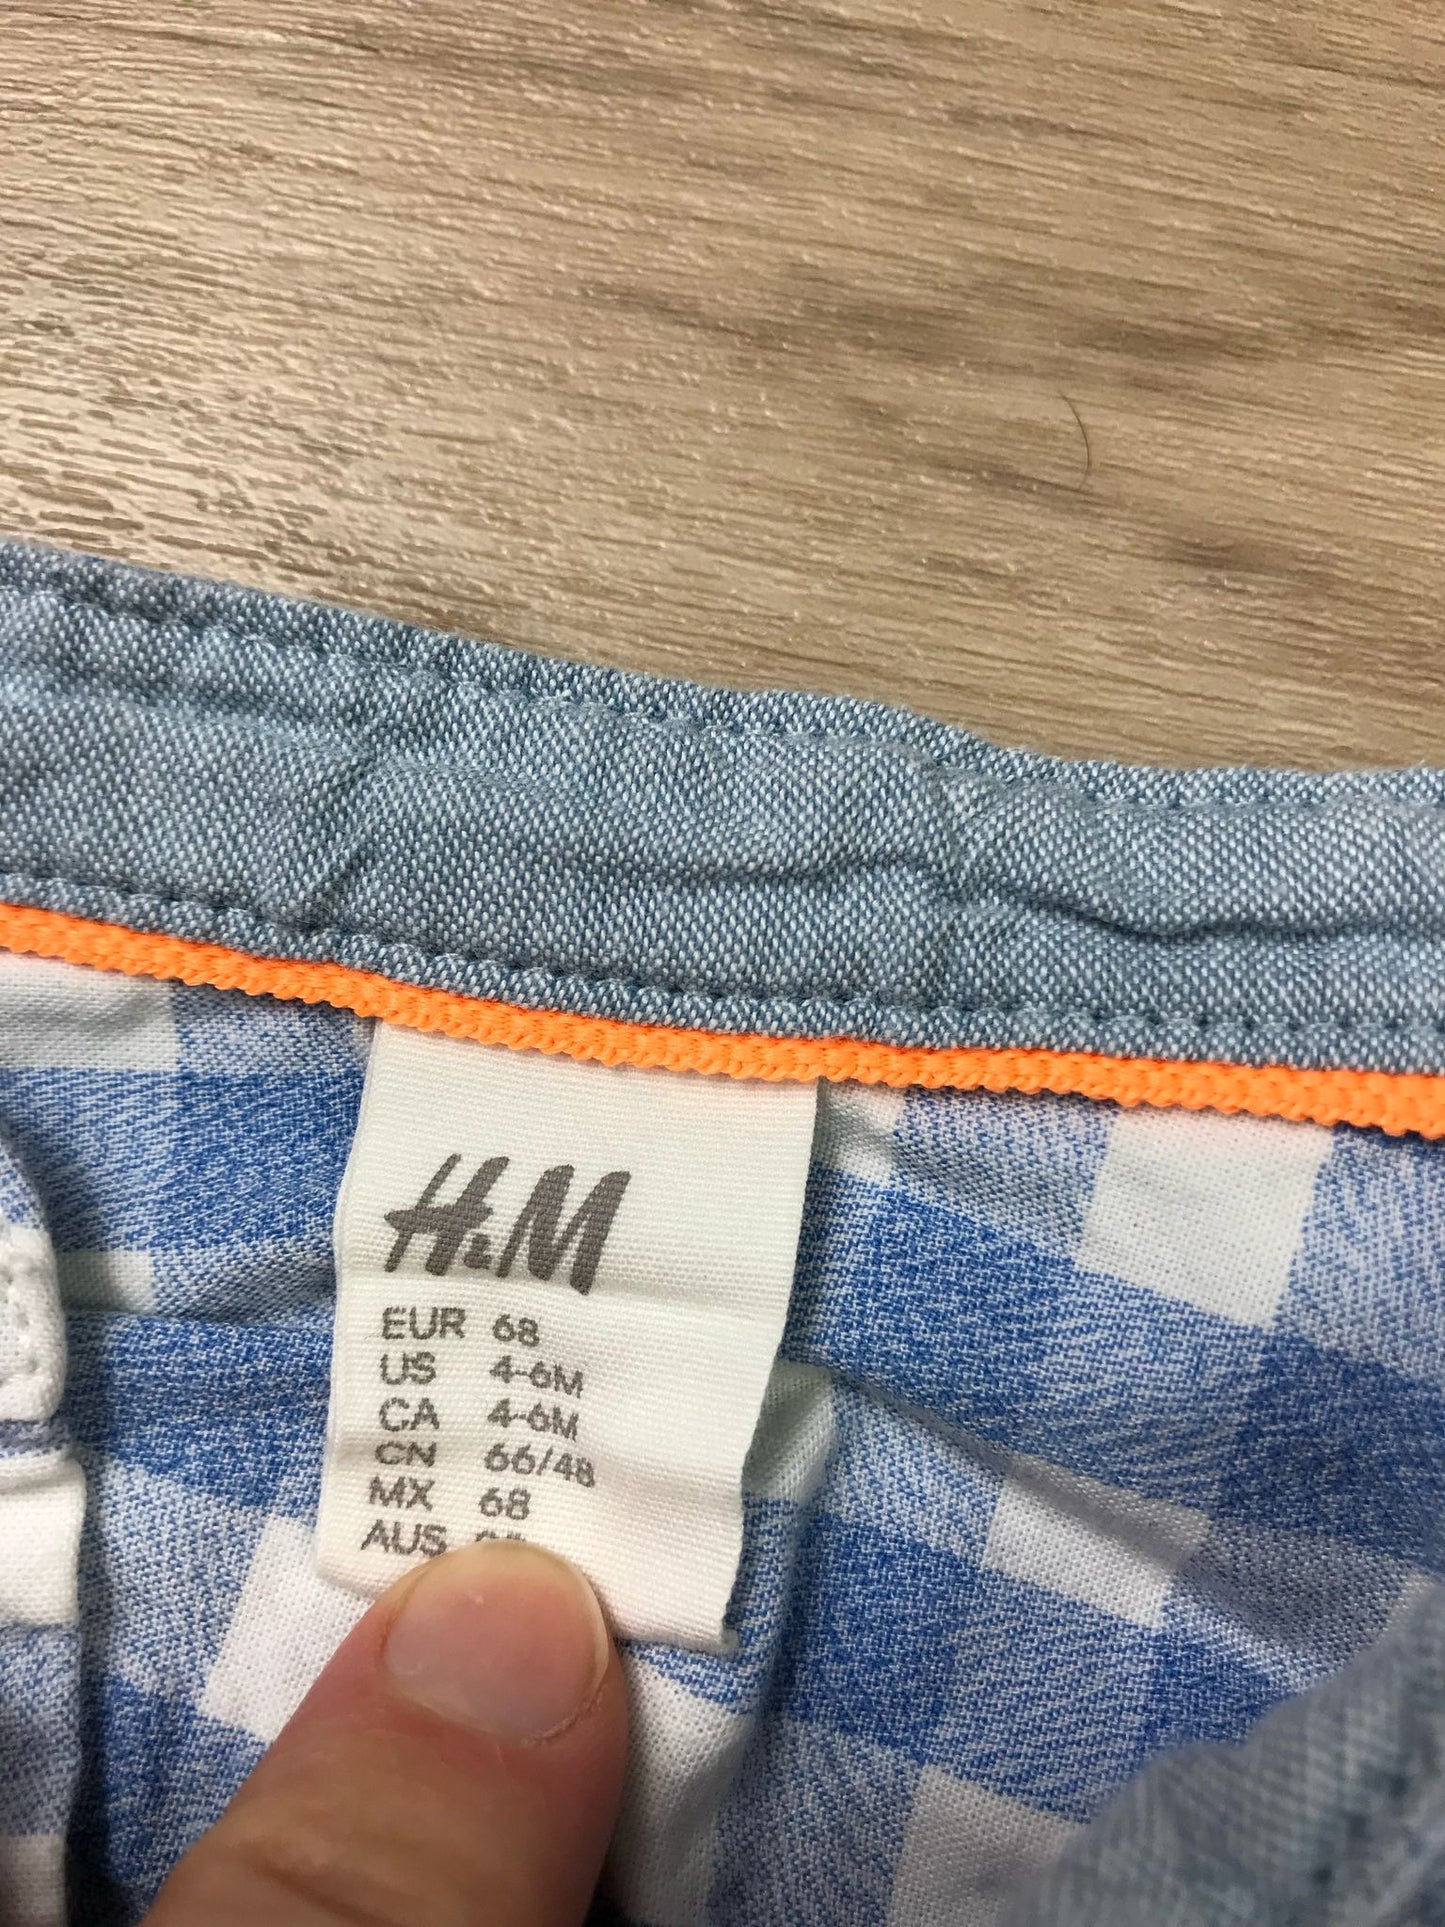 H&M
EUR 68
US 4-6M
CA 4-6M
CN 66/48
MX 68
AUS